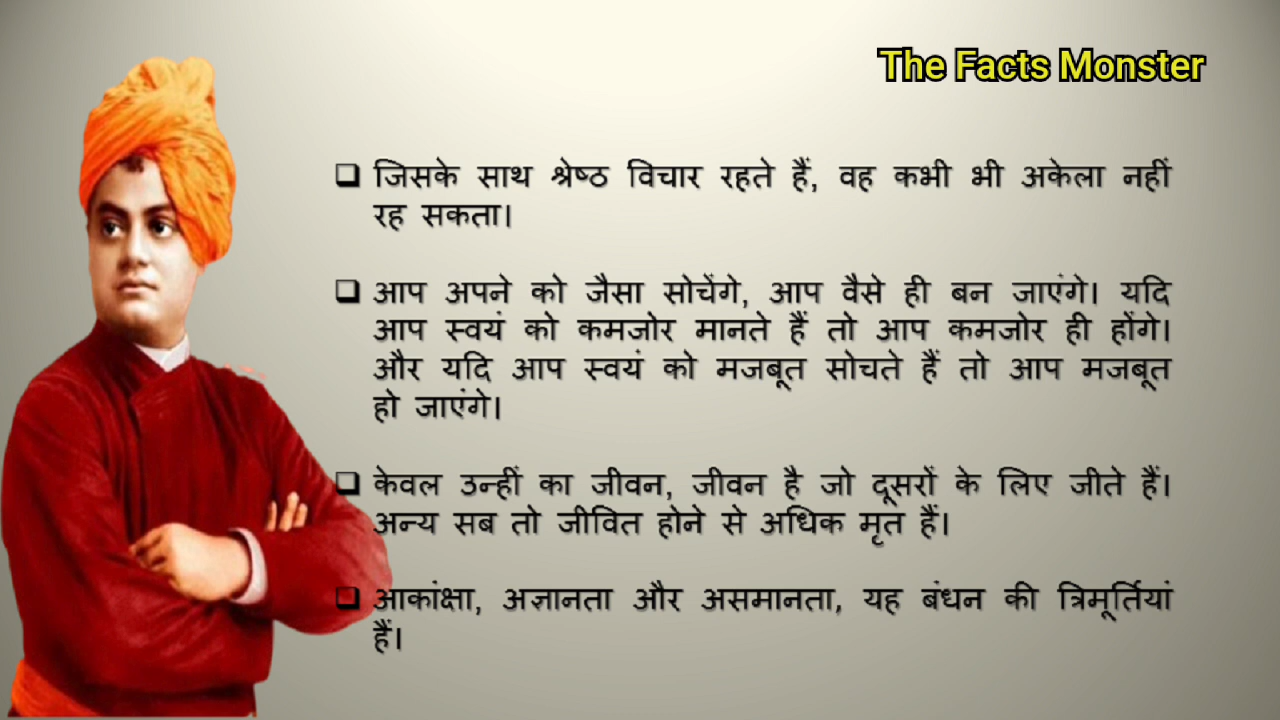 The Facts Monster
जिसके साथ श्रेष्ठ विचार रहते हैं, वह कभी भी अकेला नहीं
रह सकता।
आप अपने को जैसा सोचेंगे, आप वैसे ही बन जाएंगे। यदि
आप स्वयं को कमजोर मानते हैं तो आप कमजोर ही होंगे।
और यदि आप स्वयं को मजबूत सोचते हैं तो आप मजबूत
हो जाएंगे।
केवल उन्हीं का जीवन, जीवन है जो दूसरों के लिए जीते हैं।
अन्य सब तो जीवित होने से अधिक मृत हैं।
आकांक्षा, अज्ञानता और असमानता, यह बंधन की त्रिमूर्तियां
हैं।